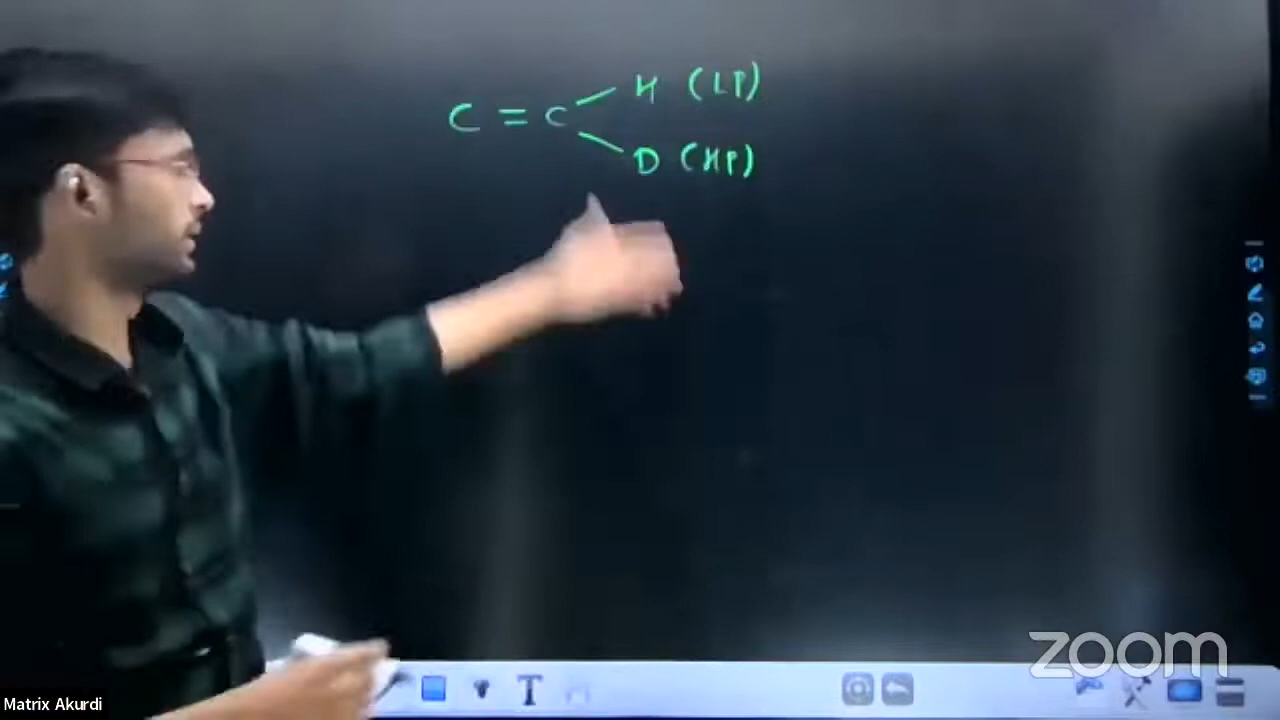 H (LP)
C = C
D (HP)
T
zoom
Matrix Akurdi